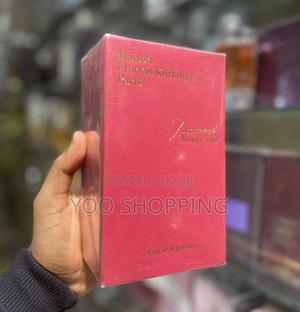 Maison
Francis Kurkdjian
Paris
Baccarat
Rouge 540
YOO SHOPPING
Extrait de parfum